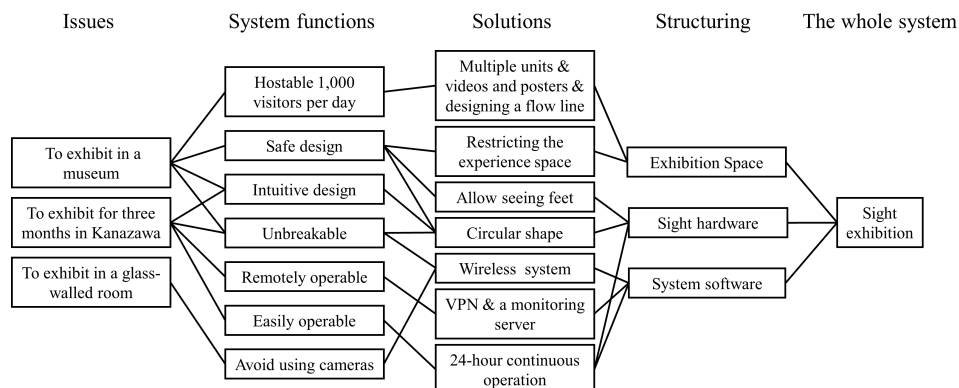 Issues
System functions
Solutions
Structuring
The whole system
To exhibit in a
museum
To exhibit for three
months in Kanazawa
To exhibit in a glass-
walled room
Hostable 1,000
visitors per day
Safe design
Intuitive design
Unbreakable
Remotely operable
Easily operable
Avoid using cameras
Multiple units &
videos and posters &
designing a flow line
Restricting the
experience space
Allow seeing feet
Circular shape
Wireless system
VPN & a monitoring
server
24-hour continuous
operation
Exhibition Space
Sight hardware
System software
Sight
exhibition